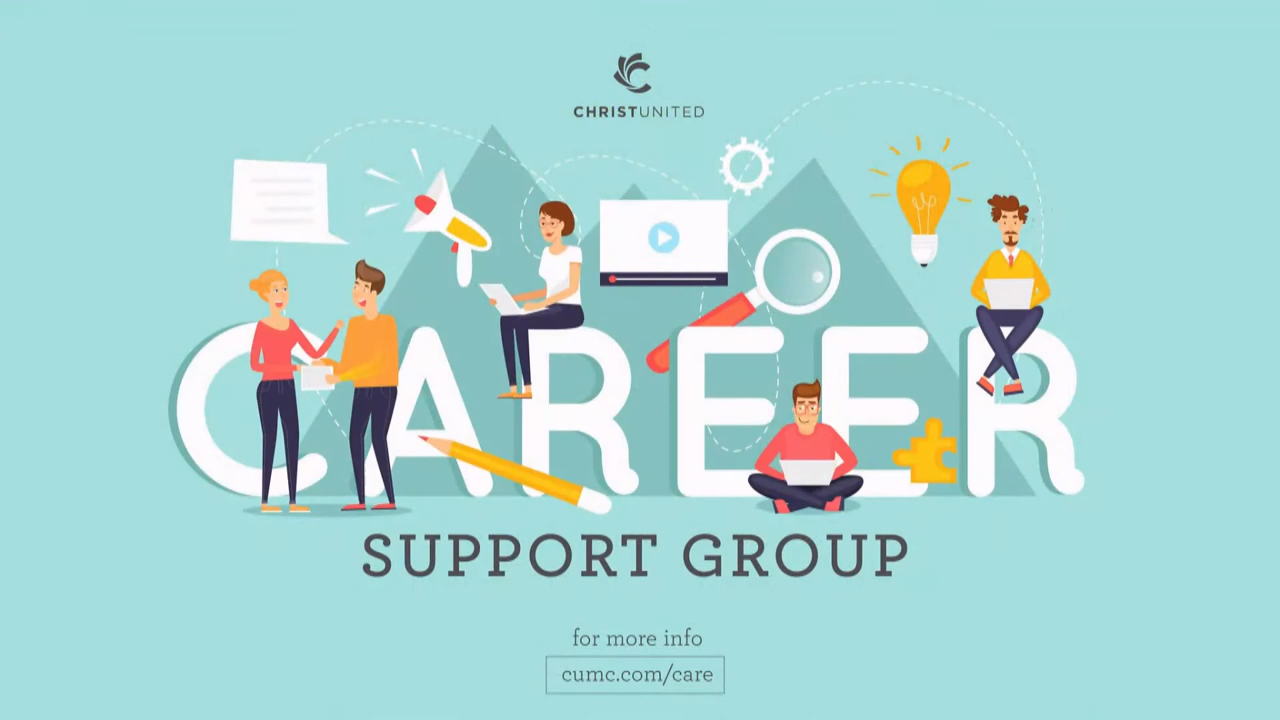 CHRISTUNITED
CAREER
SUPPORT GROUP
for more info
cumc.com/care